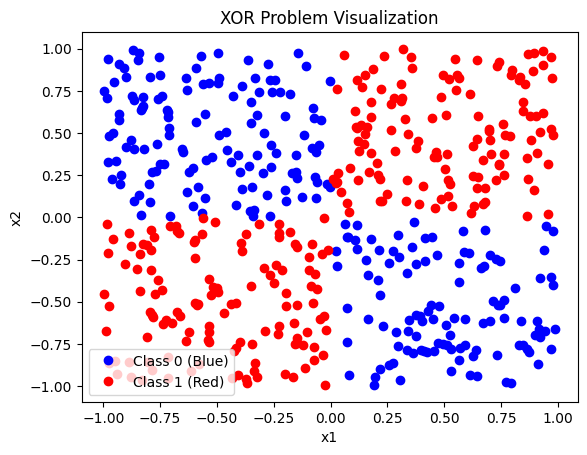 XOR Problem Visualization
x2
1.00
0.75
0.50
0.25
0.00
−0.25
−0.50
−0.75
−1.00
Class 0 (Blue)
Class 1 (Red)
−1.00 −0.75 −0.50 −0.25 0.00 0.25 0.50 0.75 1.00
x1